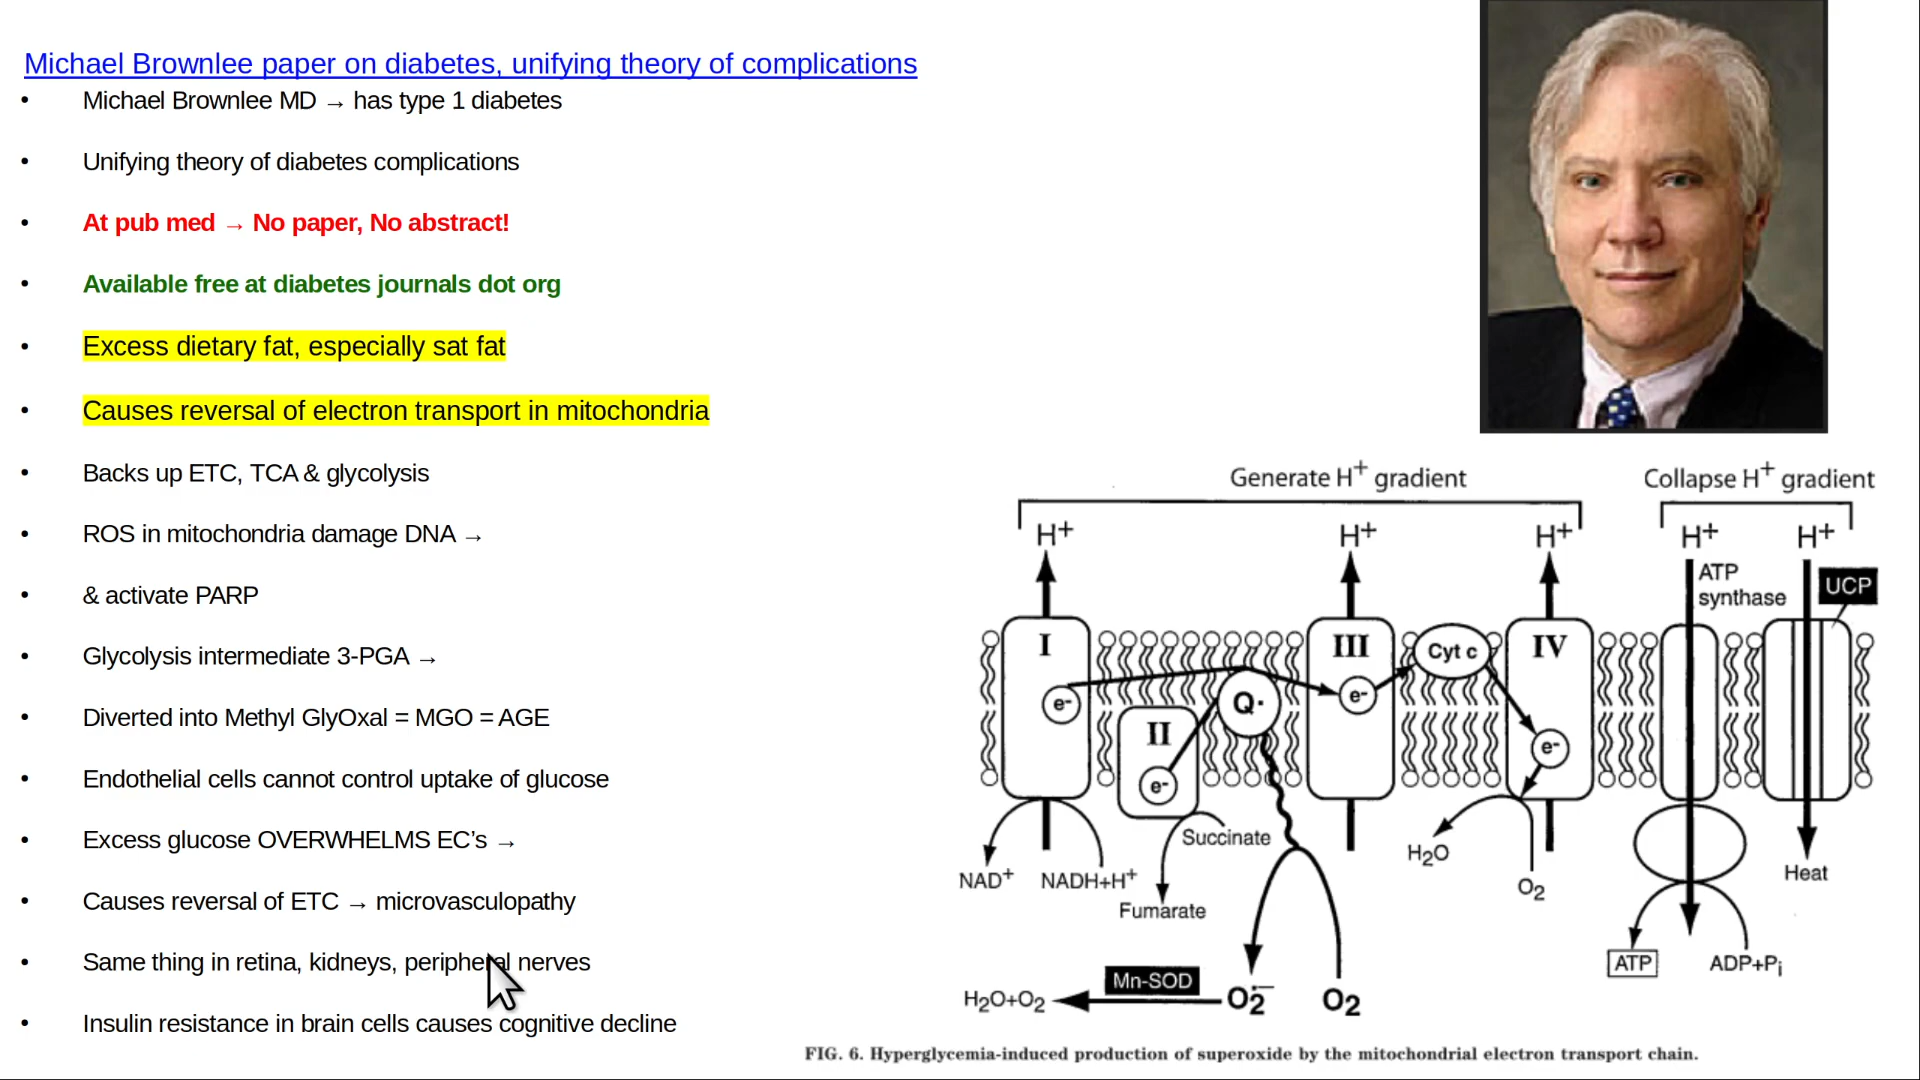 Michael Brownlee paper on diabetes, unifying theory of complications
• Michael Brownlee MD → has type 1 diabetes
• Unifying theory of diabetes complications
• At pub med → No paper, No abstract!
• Available free at diabetes journals dot org
• Excess dietary fat, especially sat fat
• Causes reversal of electron transport in mitochondria
• Backs up ETC, TCA & glycolysis
• ROS in mitochondria damage DNA →
• & activate PARP
• Glycolysis intermediate 3-PGA →
• Diverted into Methyl GlyOxal = MGO = AGE
• Endothelial cells cannot control uptake of glucose
• Excess glucose OVERWHELMS EC’s →
• Causes reversal of ETC → microvasculopathy
• Same thing in retina, kidneys, peripheral nerves
• Insulin resistance in brain cells causes cognitive decline
Generate H+ gradient
Collapse H+ gradient
H+
H+
H+
H+
H+
ATP
synthase
UCP
I
III
Cyt c
IV
e-
Q·
e-
II
e-
e-
Succinate
H2O
NAD+
NADH+H+
O2
Heat
Fumarate
ATP
ADP+Pi
Mn-SOD
H2O+O2
O2·−
O2
FIG. 6. Hyperglycemia-induced production of superoxide by the mitochondrial electron transport chain.